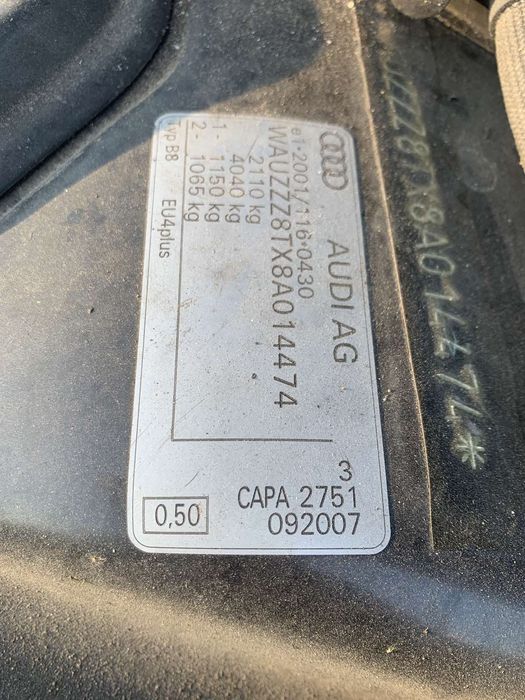 AUDI AG
e1*2001/116*0430
WAUZZZ8TX8A014474
2110 kg
4040 kg
1- 1150 kg
2- 1065 kg
Typ B8 EU4plus
3
CAPA 2751
0,50
092007
UZZZ8TX8A014474*